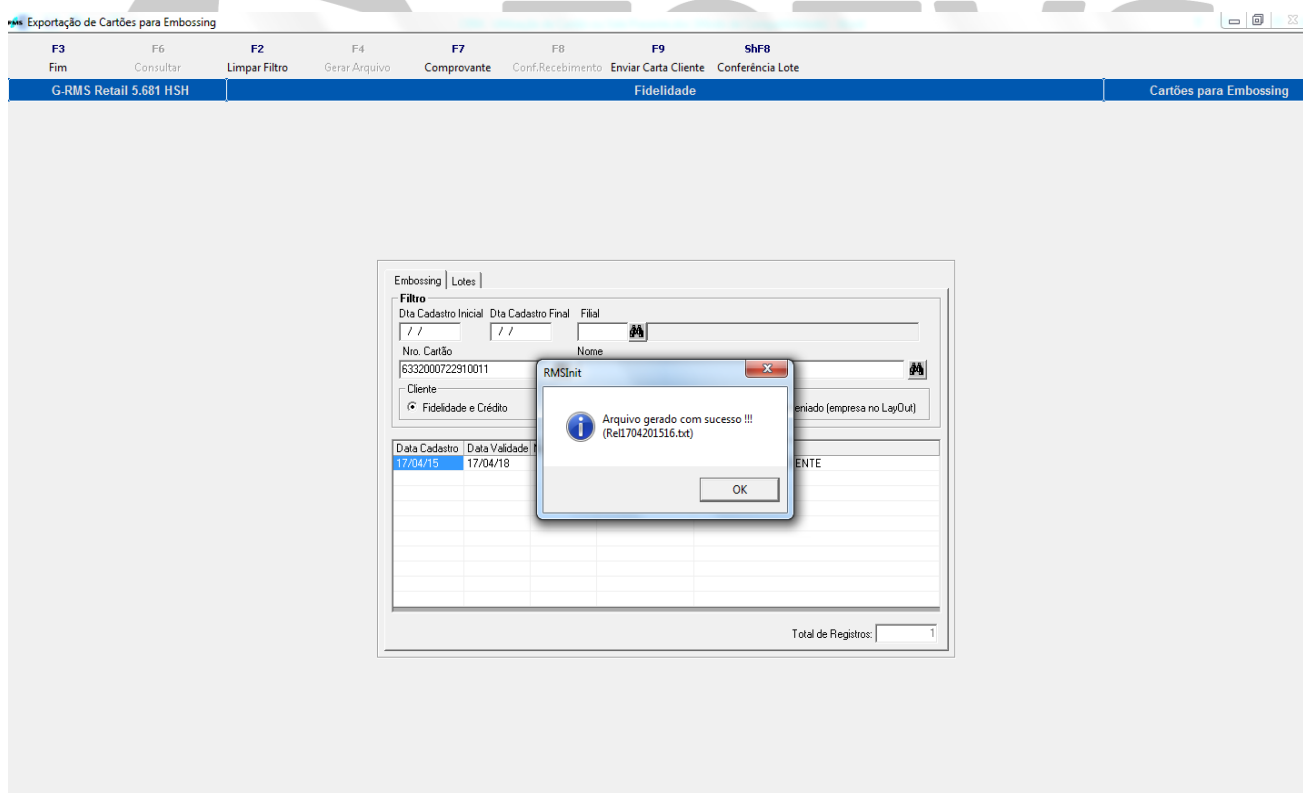 RMS Exportação de Cartões para Embossing
F3 F6 F2 F4 F7 F8 F9 ShF8
Fim Consultar Limpar Filtro Gerar Arquivo Comprovante Conf.Recebimento Enviar Carta Cliente Conferência Lote
G-RMS Retail 5.681 HSH Fidelidade Cartões para Embossing
Embossing Lotes
Filtro
Dta Cadastro Inicial Dta Cadastro Final Filial
/ / / /
Nro. Cartão Nome
6332000722910011
RMSInit
Cliente
Fidelidade e Crédito
eniado (empresa no LayOut)
Arquivo gerado com sucesso !!!
(Rel1704201516.txt)
Data Cadastro Data Validade
17/04/15 17/04/18 ENTE
OK
Total de Registros: 1